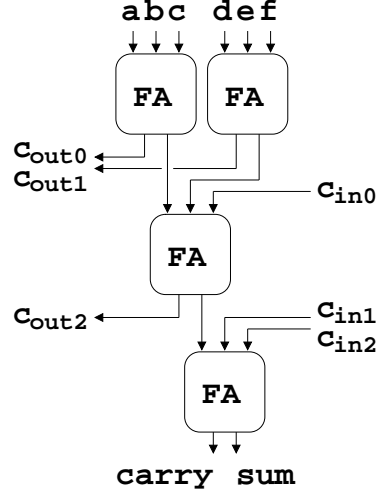 abc def
FA FA
cout0
cout1
cin0
FA
cout2
cin1
cin2
FA
carry sum